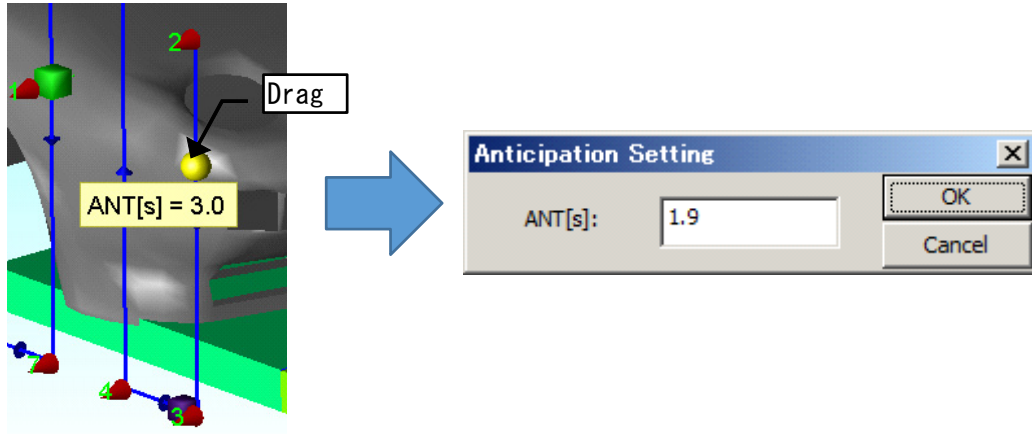 2
1
Drag
ANT[s] = 3.0
7
4
3
Anticipation Setting
ANT[s]:
1.9
OK
Cancel